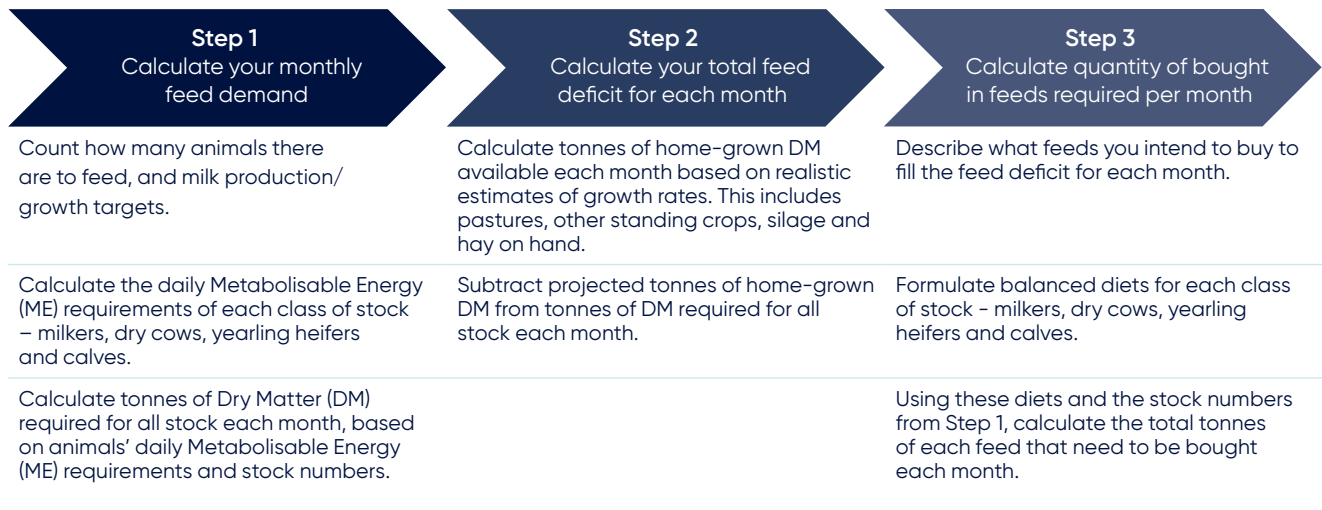 Step 1
Calculate your monthly
feed demand
Count how many animals there
are to feed, and milk production/
growth targets.
Calculate the daily Metabolisable Energy
(ME) requirements of each class of stock
– milkers, dry cows, yearling heifers
and calves.
Calculate tonnes of Dry Matter (DM)
required for all stock each month, based
on animals’ daily Metabolisable Energy
(ME) requirements and stock numbers.
Step 2
Calculate your total feed
deficit for each month
Calculate tonnes of home-grown DM
available each month based on realistic
estimates of growth rates. This includes
pastures, other standing crops, silage and
hay on hand.
Subtract projected tonnes of home-grown
DM from tonnes of DM required for all
stock each month.
Step 3
Calculate quantity of bought
in feeds required per month
Describe what feeds you intend to buy to
fill the feed deficit for each month.
Formulate balanced diets for each class
of stock - milkers, dry cows, yearling
heifers and calves.
Using these diets and the stock numbers
from Step 1, calculate the total tonnes
of each feed that need to be bought
each month.